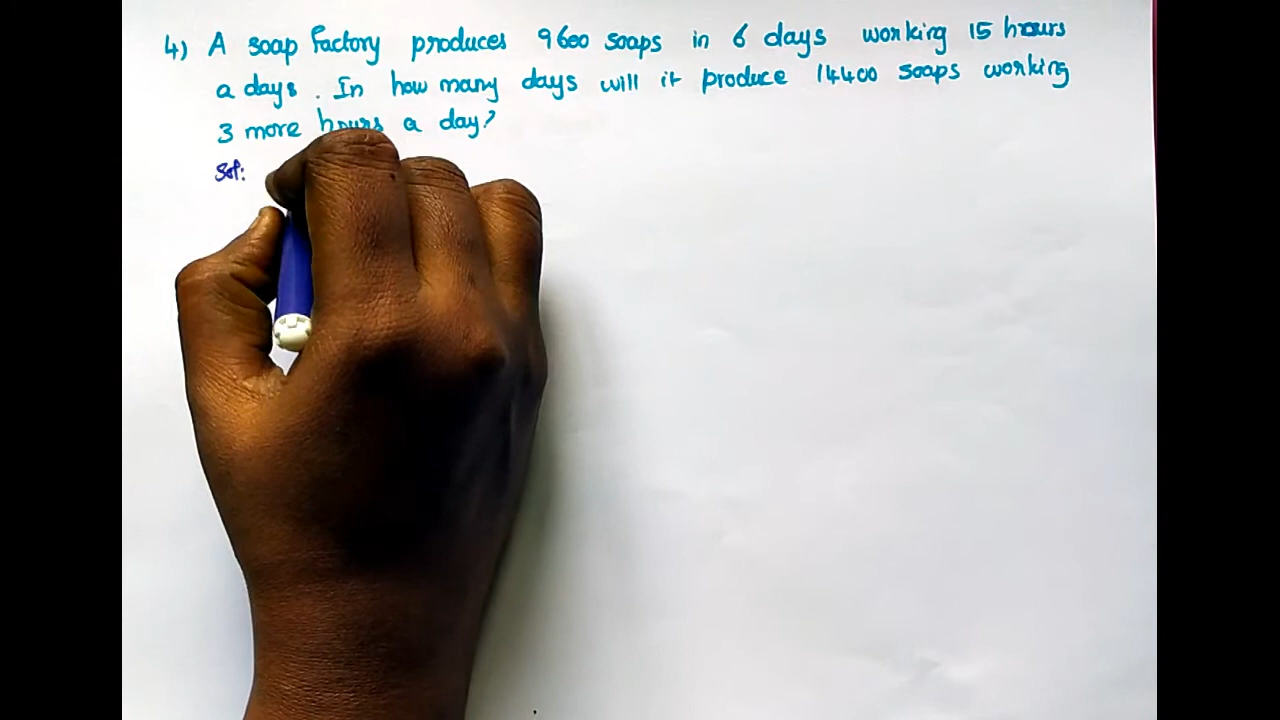 4) A soap factory produces 9600 soaps in 6 days working 15 hours
a days. In how many days will it produce 14400 soaps working
3 more hours a day?
Sol: